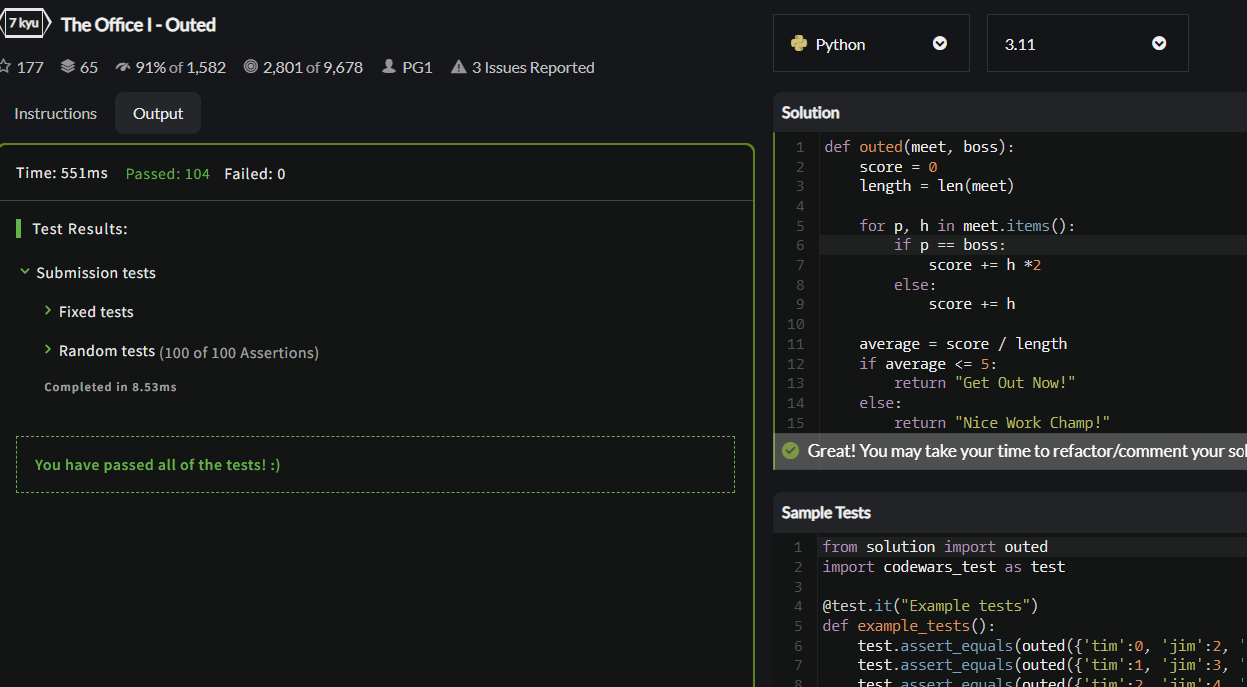 7 kyu The Office I - Outed
177 65 91% of 1,582 2,801 of 9,678 PG1 3 Issues Reported
Instructions Output
Time: 551ms Passed: 104 Failed: 0
Test Results:
Submission tests
Fixed tests
Random tests (100 of 100 Assertions)
Completed in 8.53ms
You have passed all of the tests! :)
Python 3.11
Solution
1 def outed(meet, boss):
2 score = 0
3 length = len(meet)
4
5 for p, h in meet.items():
6 if p == boss:
7 score += h *2
8 else:
9 score += h
10
11 average = score / length
12 if average <= 5:
13 return "Get Out Now!"
14 else:
15 return "Nice Work Champ!"
Great! You may take your time to refactor/comment your sol
Sample Tests
1 from solution import outed
2 import codewars_test as test
3
4 @test.it("Example tests")
5 def example_tests():
6 test.assert_equals(outed({'tim':0, 'jim':2, '
7 test.assert_equals(outed({'tim':1, 'jim':3, '
8 test.assert_equals(outed({'tim':2, 'jim':4, '